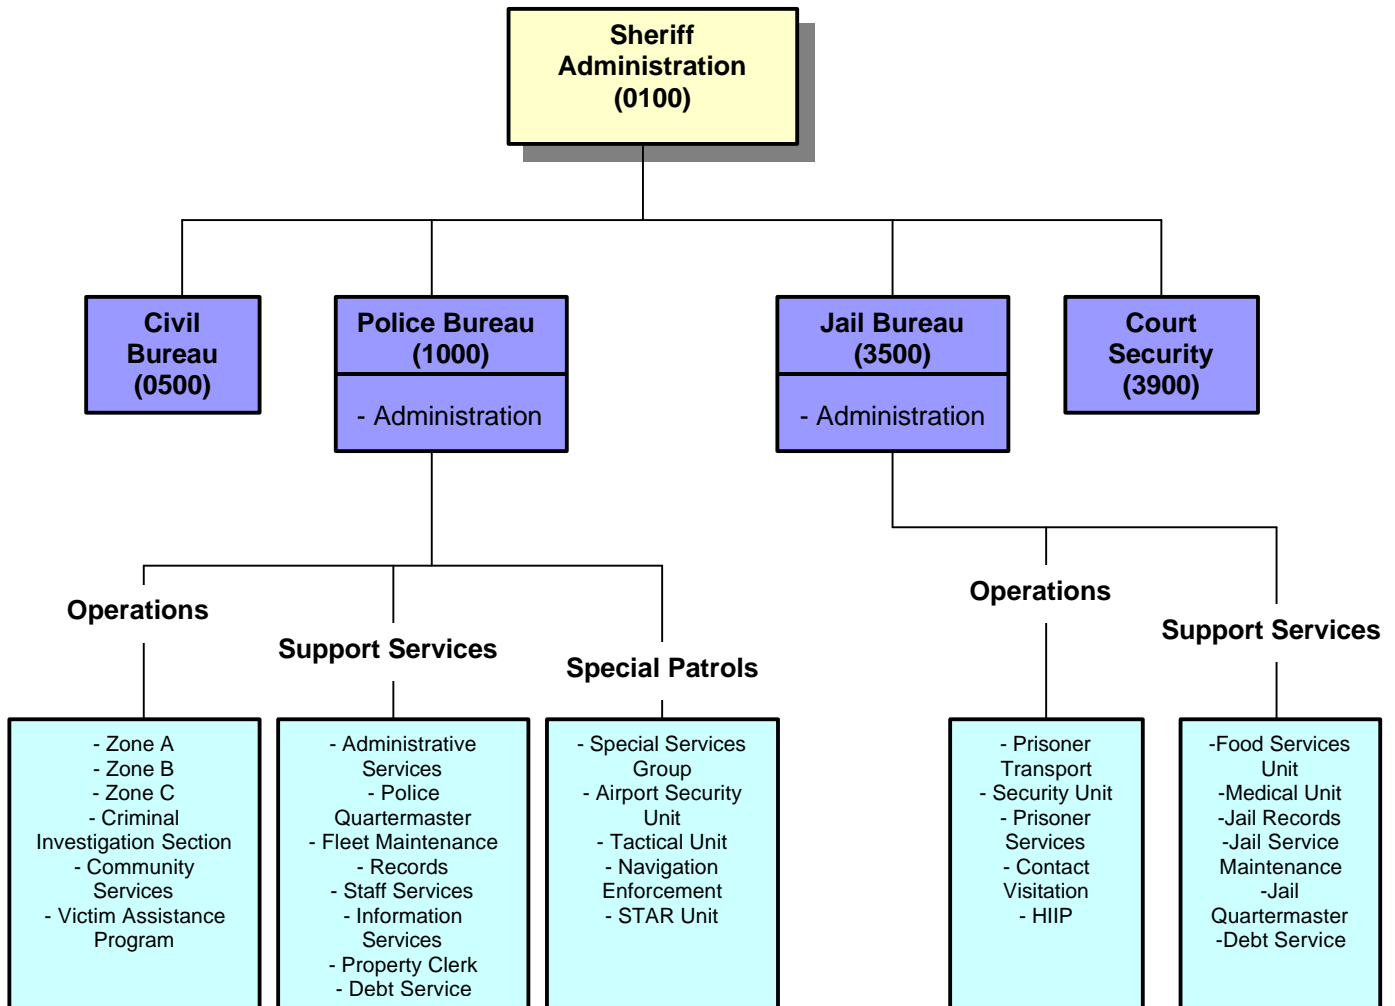 Sheriff
Administration
(0100)
Civil
Bureau
(0500)
Police Bureau
(1000)
- Administration
Jail Bureau
(3500)
- Administration
Court
Security
(3900)
Operations
Support Services
Special Patrols
Operations
Support Services
- Zone A
- Zone B
- Zone C
- Criminal
Investigation Section
- Community
Services
- Victim Assistance
Program
- Administrative
Services
- Police
Quartermaster
- Fleet Maintenance
- Records
- Staff Services
- Information
Services
- Property Clerk
- Debt Service
- Special Services
Group
- Airport Security
Unit
- Tactical Unit
- Navigation
Enforcement
- STAR Unit
- Prisoner
Transport
- Security Unit
- Prisoner
Services
- Contact
Visitation
- HIIP
-Food Services
Unit
-Medical Unit
-Jail Records
-Jail Service
Maintenance
-Jail
Quartermaster
-Debt Service